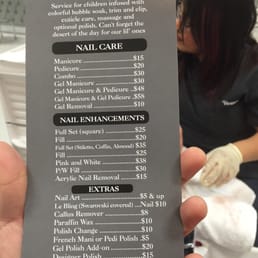 Service for children infused with
colorful bubble soak, trim and clip,
cuticle care, massage and
optional polish. Can't forget the
desert of the day for our lil' ones
NAIL CARE
Manicure $15
Pedicure $20
Combo $30
Gel Manicure $30
Gel Manicure & Pedicure $48
Gel Manicure & Gel Pedicure $58
Gel Removal $10
NAIL ENHANCEMENTS
Full Set (square) $25
Fill $20
Full Set (Stiletto, Coffin, Almond) $35
Fill $25
Pink and White $38
P/W Fill $30
Acrylic Nail Removal $15
EXTRAS
Nail Art $5 & up
Le Bling (Swarovski covered) ...Nail $10
Callus Remover $8
Paraffin Wax $10
Polish Change $10
French Mani or Pedi Polish .$5
Gel Polish Add-on $20
Designer Polish $15